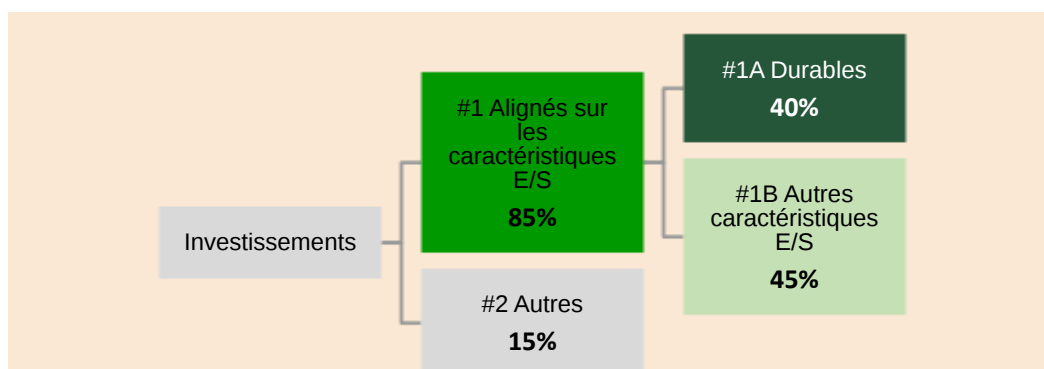 Investissements
#1 Alignés sur
les
caractéristiques
E/S
85%
#2 Autres
15%
#1A Durables
40%
#1B Autres
caractéristiques
E/S
45%